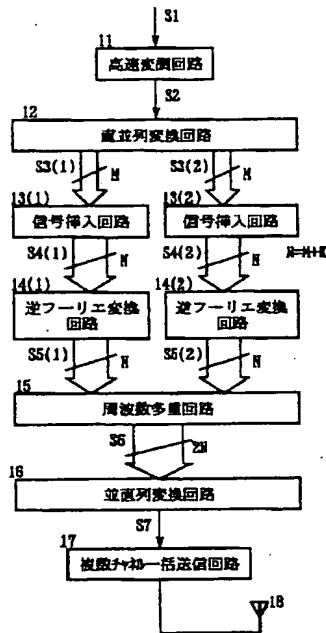 S1
11
高速変調回路
S2
12
直並列変換回路
S3(1) M S3(2) M
13(1) 13(2)
信号挿入回路 信号挿入回路
S4(1) N S4(2) N
14(1) 14(2)
逆フーリエ変換回路 逆フーリエ変換回路
S5(1) N S5(2) N
15
周波数多重回路
S6 2N
16
並直列変換回路
S7
17
複数チャネル一括送信回路
18